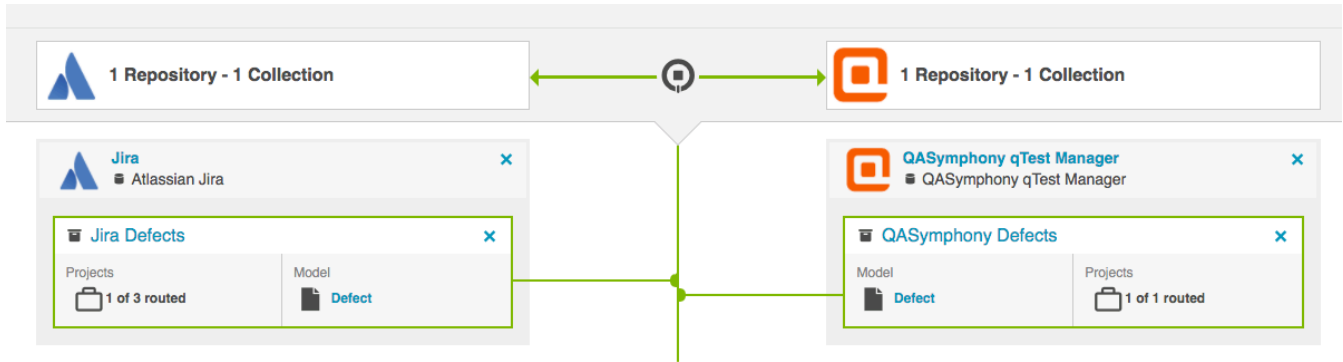 1 Repository - 1 Collection
1 Repository - 1 Collection
Jira
Atlassian Jira
QASymphony qTest Manager
QASymphony qTest Manager
Jira Defects
Projects
1 of 3 routed
Model
Defect
QASymphony Defects
Model
Defect
Projects
1 of 1 routed